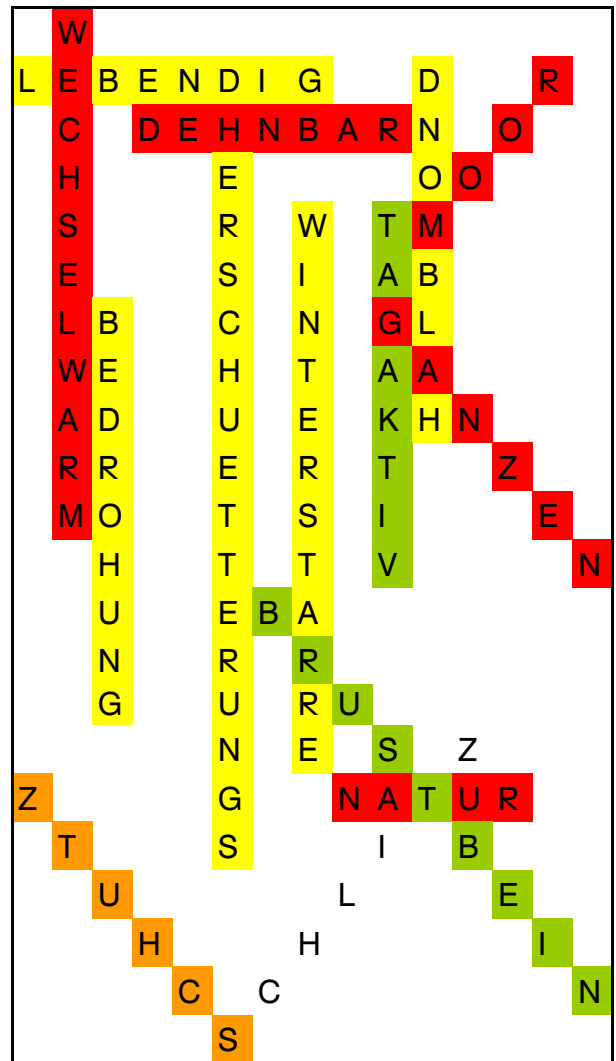 W
L E B E N D I G D R
C D E H N B A R N O
H E O O
S R W T M
E S I A B
L B C N G L
W E H T A A
A D U E K H N
R R E R T Z
M O T S I E
H T T V N
U E B A
N R R
G U R U
N E S Z
Z G N A T U R
T S I B
U L E
H H I
C C N
S